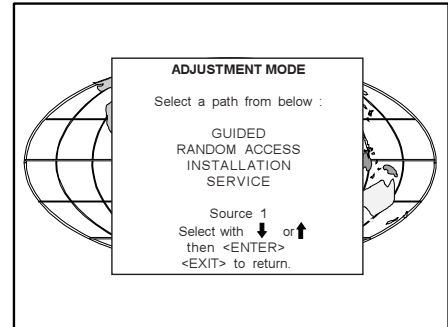 ADJUSTMENT MODE
Select a path from below :
GUIDED
RANDOM ACCESS
INSTALLATION
SERVICE
Source 1
Select with ↓ or ↑
then <ENTER>
<EXIT> to return.